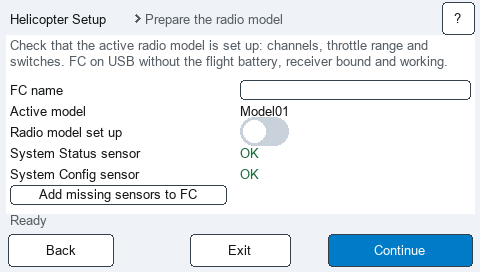 Helicopter Setup > Prepare the radio model ?
Check that the active radio model is set up: channels, throttle range and
switches. FC on USB without the flight battery, receiver bound and working.
FC name
Active model Model01
Radio model set up
System Status sensor OK
System Config sensor OK
Add missing sensors to FC
Ready
Back Exit Continue